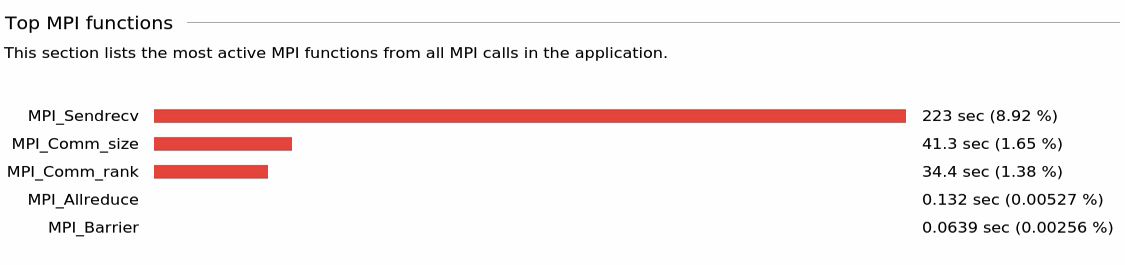 Top MPI functions
This section lists the most active MPI functions from all MPI calls in the application.
MPI_Sendrecv 223 sec (8.92 %)
MPI_Comm_size 41.3 sec (1.65 %)
MPI_Comm_rank 34.4 sec (1.38 %)
MPI_Allreduce 0.132 sec (0.00527 %)
MPI_Barrier 0.0639 sec (0.00256 %)